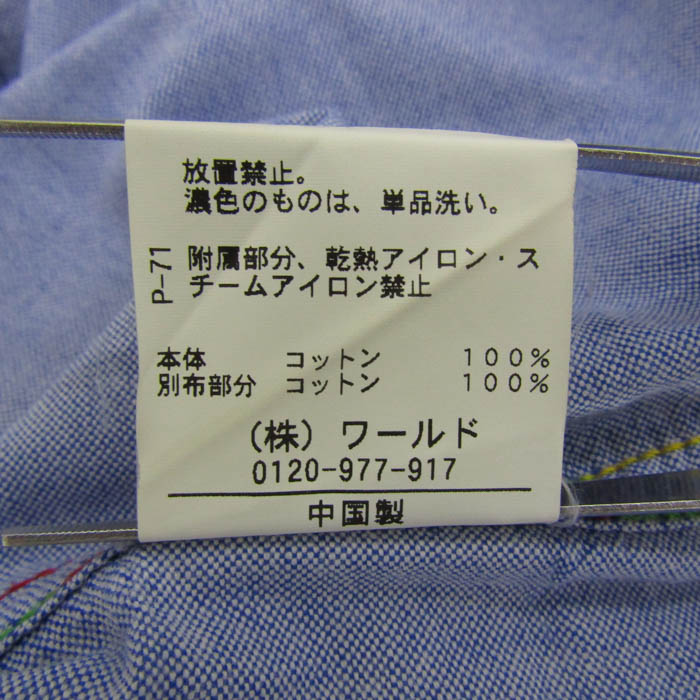 放置禁止。
濃色のものは、単品洗い。
P-71
附属部分、乾熱アイロン・ス
チームアイロン禁止
本体 コットン 100%
別布部分 コットン 100%
(株) ワールド
0120-977-917
中国製